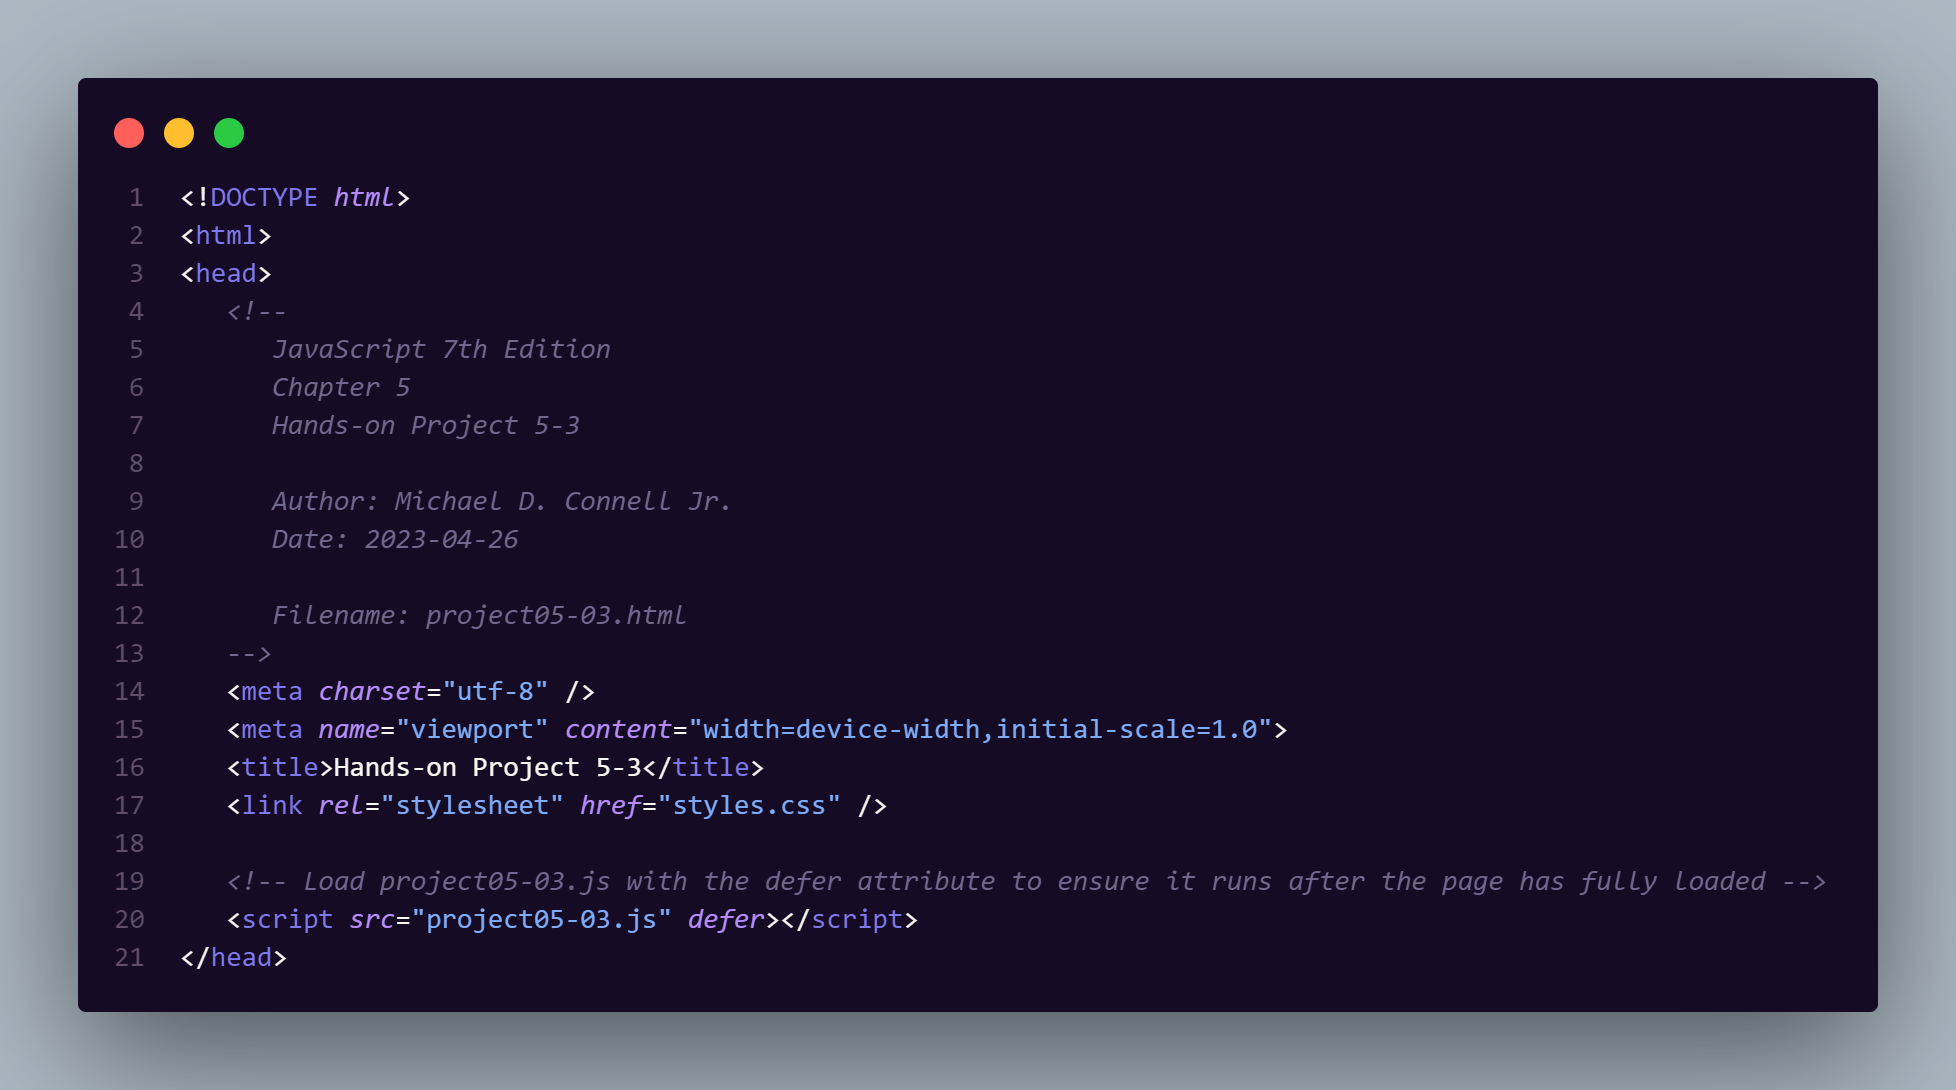 1 <!DOCTYPE html>
2 <html>
3 <head>
4    <!--
5       JavaScript 7th Edition
6       Chapter 5
7       Hands-on Project 5-3
8
9       Author: Michael D. Connell Jr.
10       Date: 2023-04-26
11
12       Filename: project05-03.html
13    -->
14    <meta charset="utf-8" />
15    <meta name="viewport" content="width=device-width,initial-scale=1.0">
16    <title>Hands-on Project 5-3</title>
17    <link rel="stylesheet" href="styles.css" />
18
19    <!-- Load project05-03.js with the defer attribute to ensure it runs after the page has fully loaded -->
20    <script src="project05-03.js" defer></script>
21 </head>